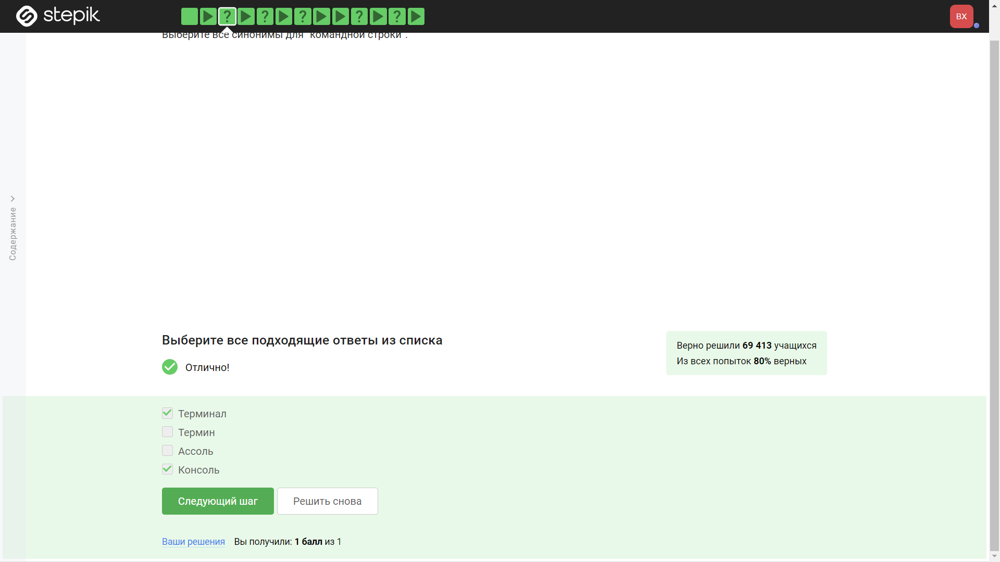 stepik
ВХ
Выберите все синонимы для "командной строки".
Содержание
Выберите все подходящие ответы из списка
Отлично!
Верно решили 69 413 учащихся
Из всех попыток 80% верных
Терминал
Термин
Ассоль
Консоль
Следующий шаг
Решить снова
Ваши решения Вы получили: 1 балл из 1